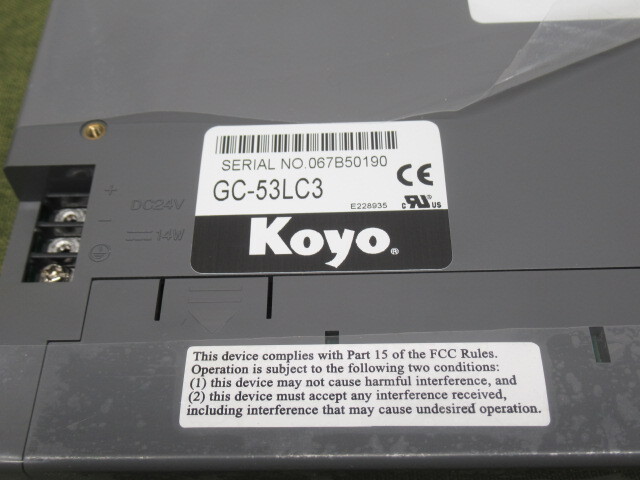 SERIAL NO.067B50190
GC-53LC3
E228935
CE
c RU US
Koyo®
+
DC24V
-
14W
This device complies with Part 15 of the FCC Rules.
Operation is subject to the following two conditions:
(1) this device may not cause harmful interference, and
(2) this device must accept any interference received,
including interference that may cause undesired operation.